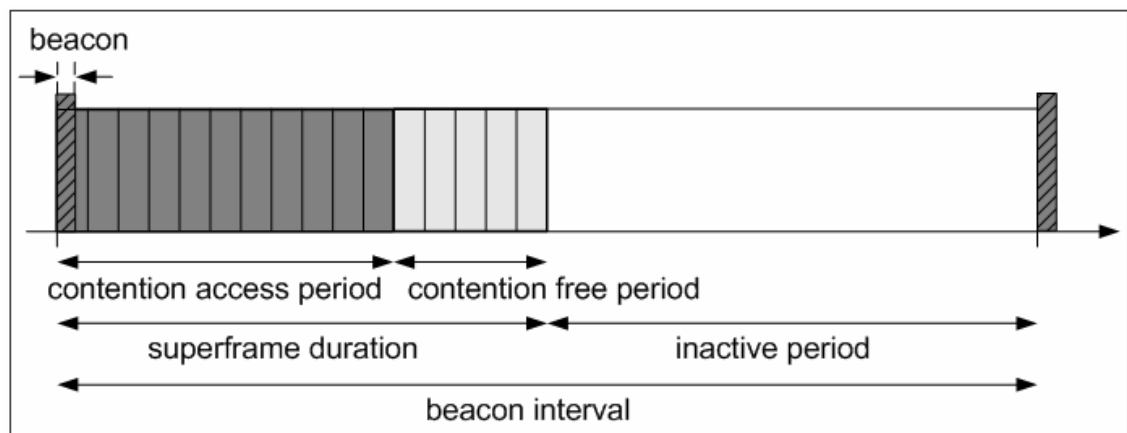 beacon
contention access period
contention free period
superframe duration
inactive period
beacon interval